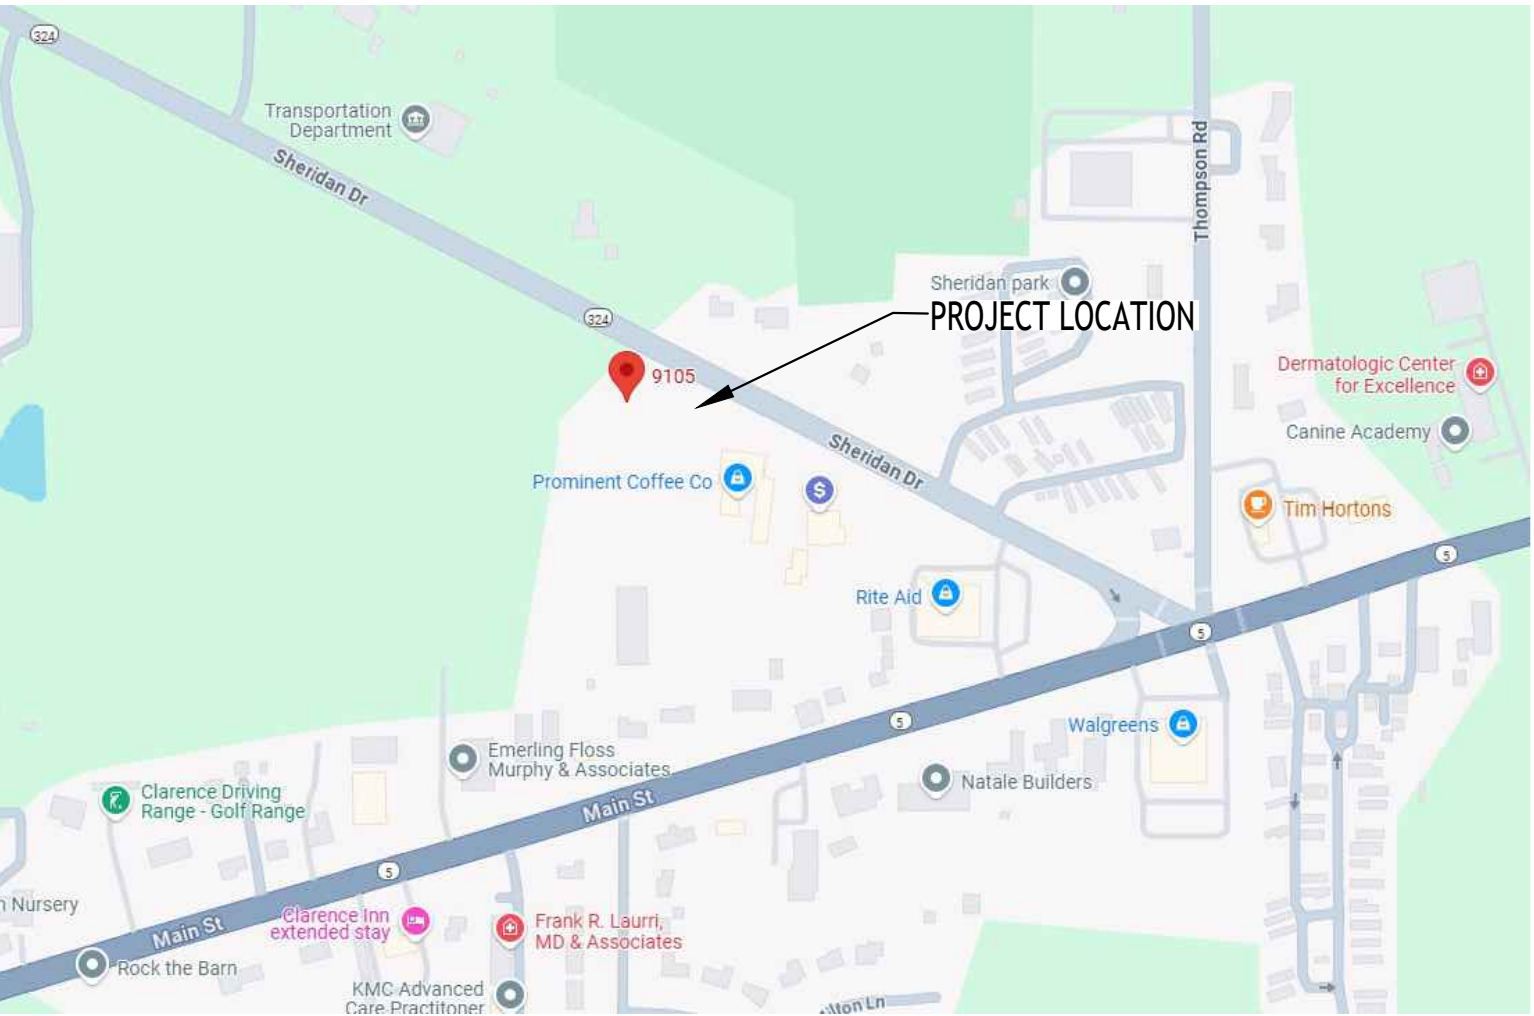 324
Transportation
Department
Sheridan Dr
Thompson Rd
Sheridan park
PROJECT LOCATION
324
9105
Dermatologic Center
for Excellence
Canine Academy
Sheridan Dr
Prominent Coffee Co
$
Tim Hortons
5
Rite Aid
5
5
Walgreens
Emerling Floss
Murphy & Associates
Natale Builders
Clarence Driving
Range - Golf Range
Main St
5
Nursery
Clarence Inn
extended stay
Frank R. Laurri,
MD & Associates
Main St
Rock the Barn
KMC Advanced
Care Practitoner
Ln